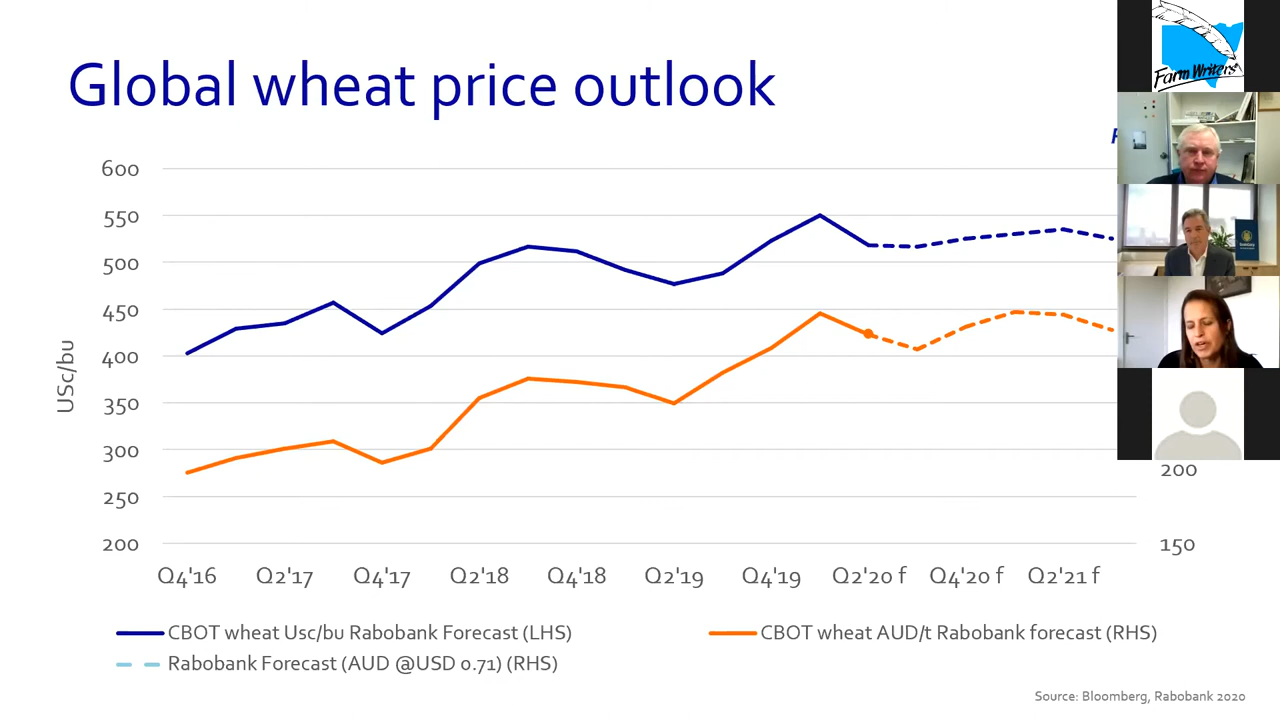 Global wheat price outlook
Farm Writers
600
550
500
450
400
350
300
250
200
USc/bu
200
150
Q4'16
Q2'17
Q4'17
Q2'18
Q4'18
Q2'19
Q4'19
Q2'20 f
Q4'20 f
Q2'21 f
CBOT wheat Usc/bu Rabobank Forecast (LHS)
CBOT wheat AUD/t Rabobank forecast (RHS)
Rabobank Forecast (AUD @USD 0.71) (RHS)
Source: Bloomberg, Rabobank 2020